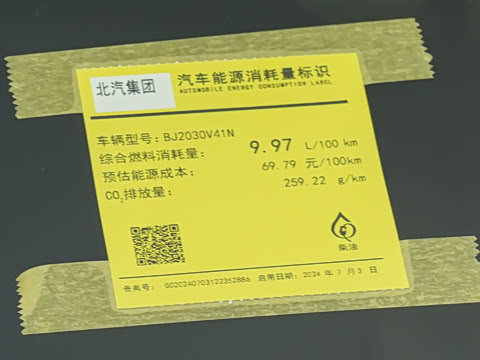 北汽集团
汽车能源消耗量标识
AUTOMOBILE ENERGY CONSUMPTION LABEL
车辆型号：BJ2030V41N
综合燃料消耗量： 9.97 L/100 km
预估能源成本： 69.79 元/100km
CO₂排放量： 259.22 g/km
柴油
备案号： GC20240703122352886 启用日期：2024 年 7 月 3 日